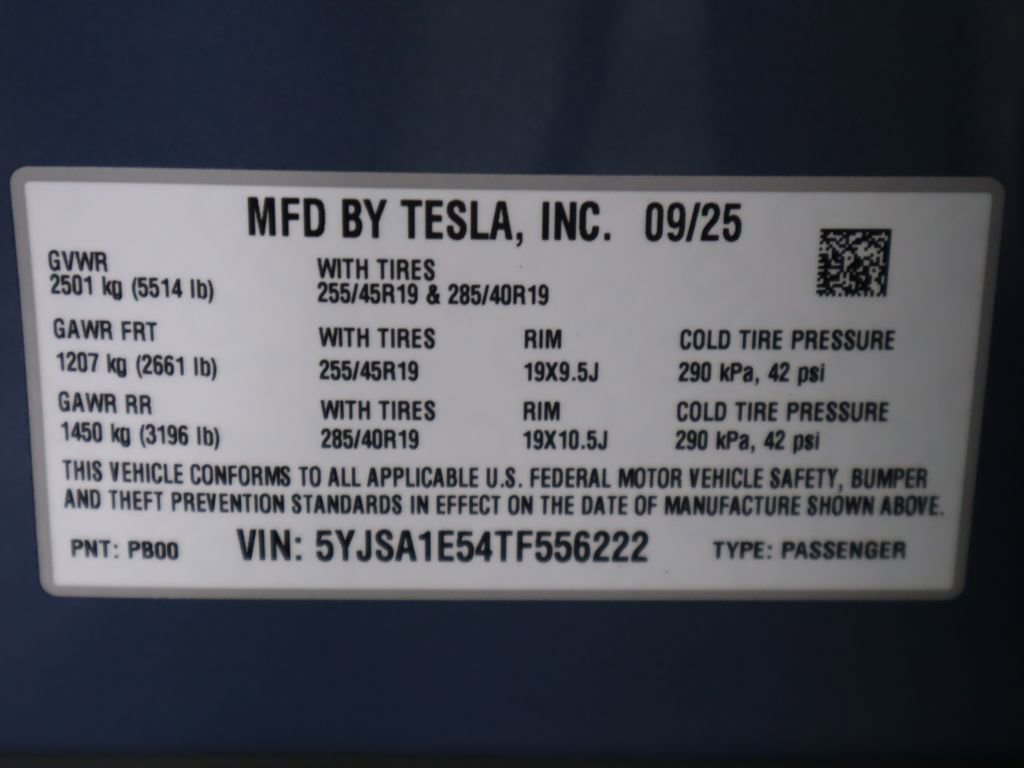 MFD BY TESLA, INC. 09/25
GVWR
2501 kg (5514 lb)
WITH TIRES
255/45R19 & 285/40R19
GAWR FRT WITH TIRES RIM COLD TIRE PRESSURE
1207 kg (2661 lb) 255/45R19 19X9.5J 290 kPa, 42 psi
GAWR RR WITH TIRES RIM COLD TIRE PRESSURE
1450 kg (3196 lb) 285/40R19 19X10.5J 290 kPa, 42 psi
THIS VEHICLE CONFORMS TO ALL APPLICABLE U.S. FEDERAL MOTOR VEHICLE SAFETY, BUMPER
AND THEFT PREVENTION STANDARDS IN EFFECT ON THE DATE OF MANUFACTURE SHOWN ABOVE.
PNT: PB00 VIN: 5YJSA1E54TF556222 TYPE: PASSENGER